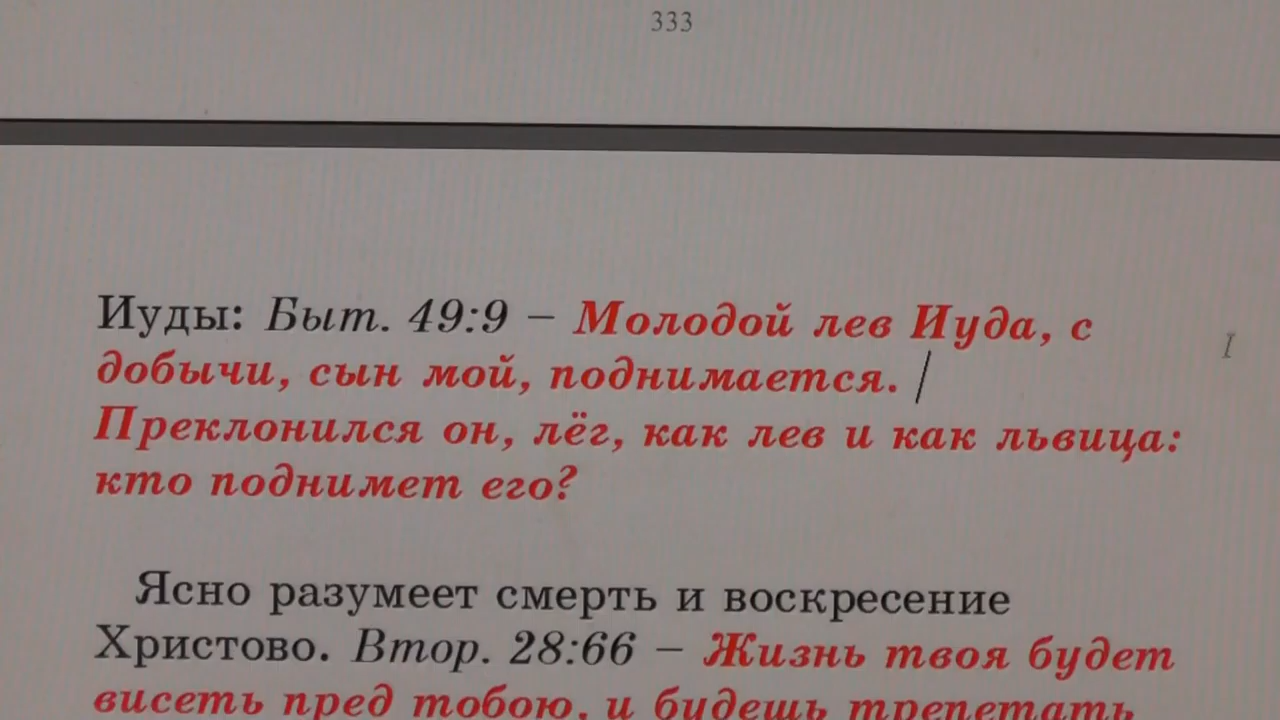 333
Иуды: Быт. 49:9 – Молодой лев Иуда, с
добычи, сын мой, поднимается.
Преклонился он, лёг, как лев и как львица:
кто поднимет его?
Ясно разумеет смерть и воскресение
Христово. Втор. 28:66 – Жизнь твоя будет
висеть пред тобою, и будешь трепетать